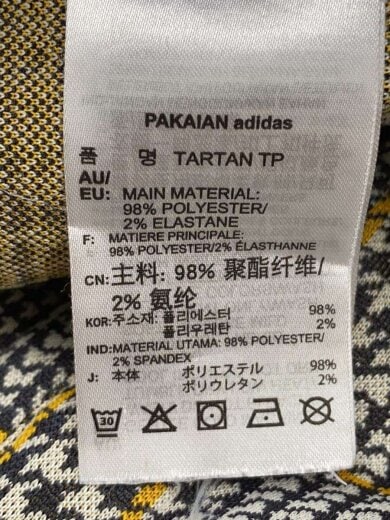 PAKAIAN adidas
품 명 TARTAN TP
AU/
EU: MAIN MATERIAL:
98% POLYESTER/
2% ELASTANE
F: MATIERE PRINCIPALE:
98% POLYESTER/2% ÉLASTHANNE
CN: 主料: 98% 聚酯纤维/
2% 氨纶
KOR: 주소재: 폴리에스터 98%
폴리우레탄 2%
IND: MATERIAL UTAMA: 98% POLYESTER/
2% SPANDEX
J: 本体 ポリエステル 98%
ポリウレタン 2%
30